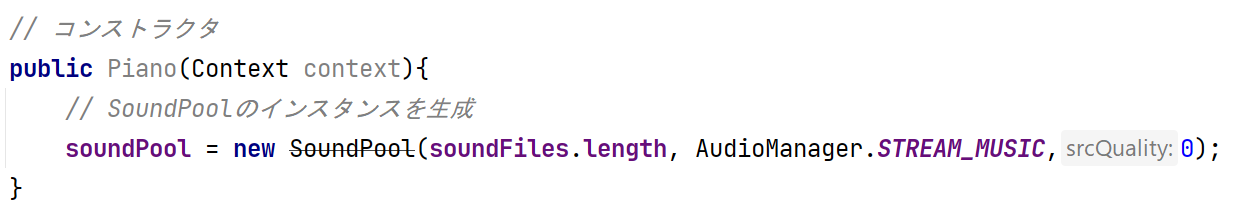 // コンストラクタ
public Piano(Context context){
// SoundPoolのインスタンスを生成
soundPool = new SoundPool(soundFiles.length, AudioManager.STREAM_MUSIC, srcQuality: 0);
}